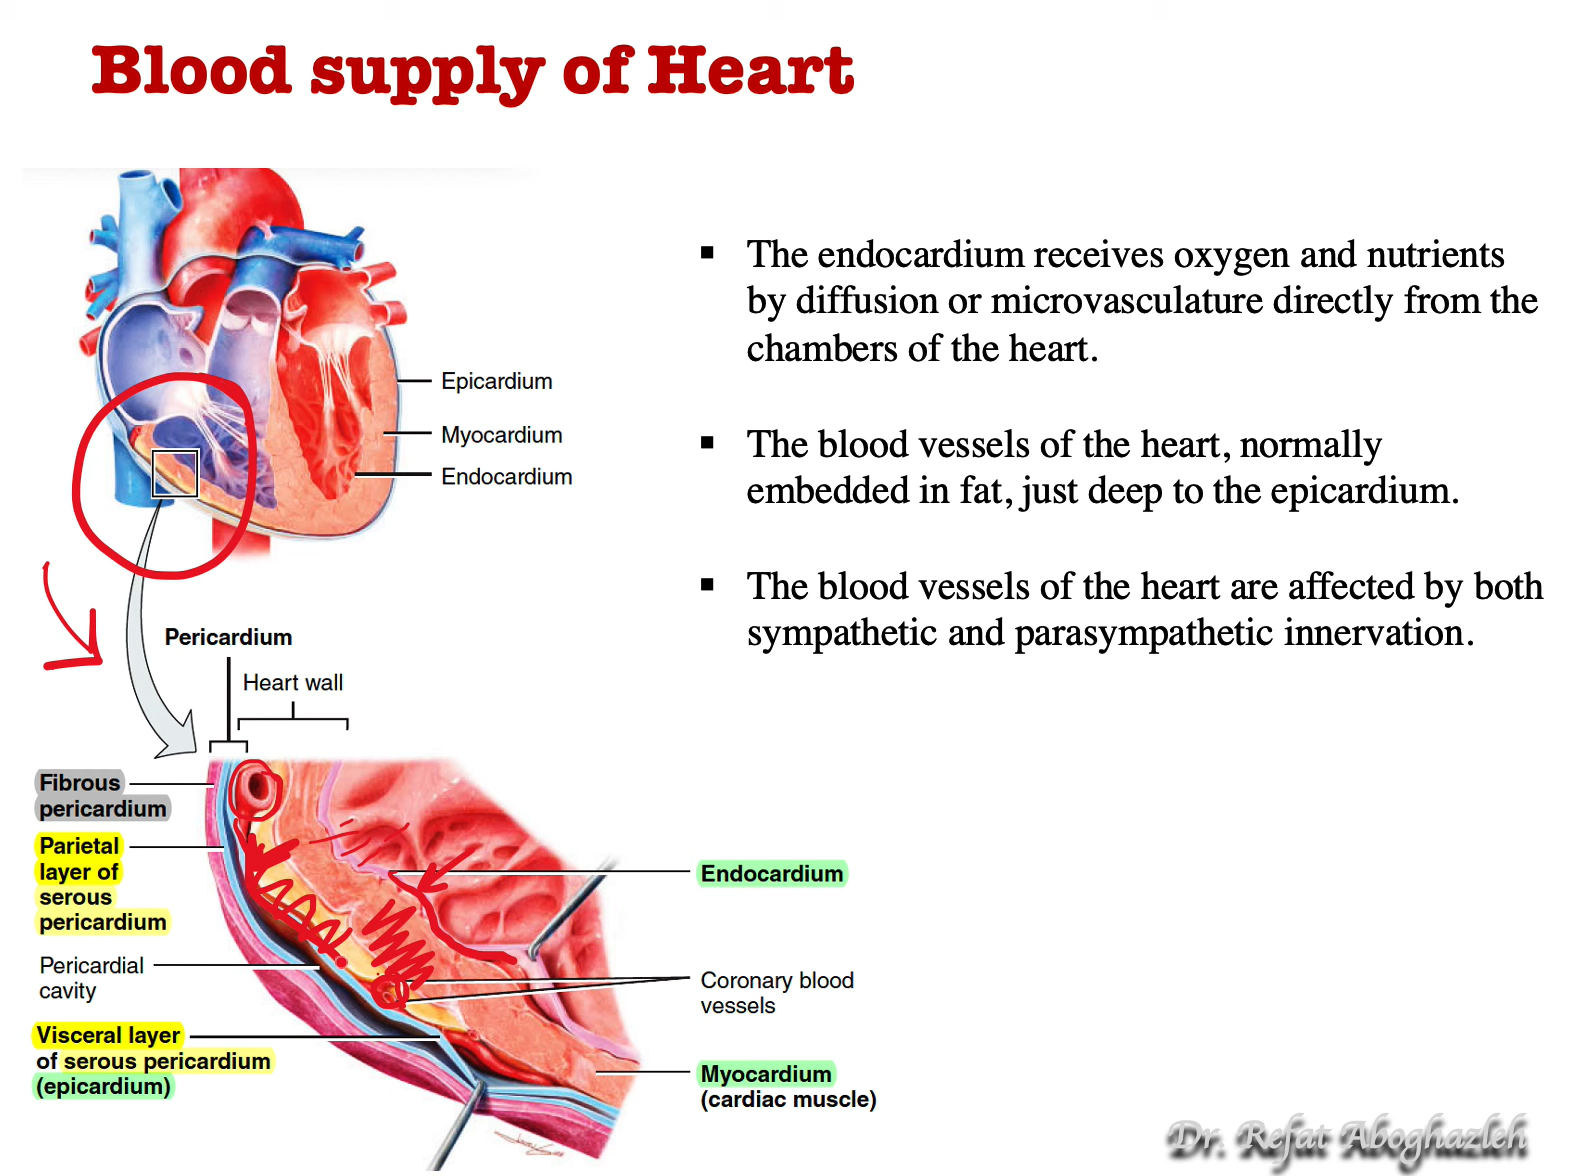 Blood supply of Heart
Epicardium
Myocardium
Endocardium
▪ The endocardium receives oxygen and nutrients
by diffusion or microvasculature directly from the
chambers of the heart.
▪ The blood vessels of the heart, normally
embedded in fat, just deep to the epicardium.
▪ The blood vessels of the heart are affected by both
sympathetic and parasympathetic innervation.
Pericardium
Heart wall
Fibrous
pericardium
Parietal
layer of
serous
pericardium
Pericardial
cavity
Visceral layer
of serous pericardium
(epicardium)
Endocardium
Coronary blood
vessels
Myocardium
(cardiac muscle)
Dr. Refat Aboghazleh